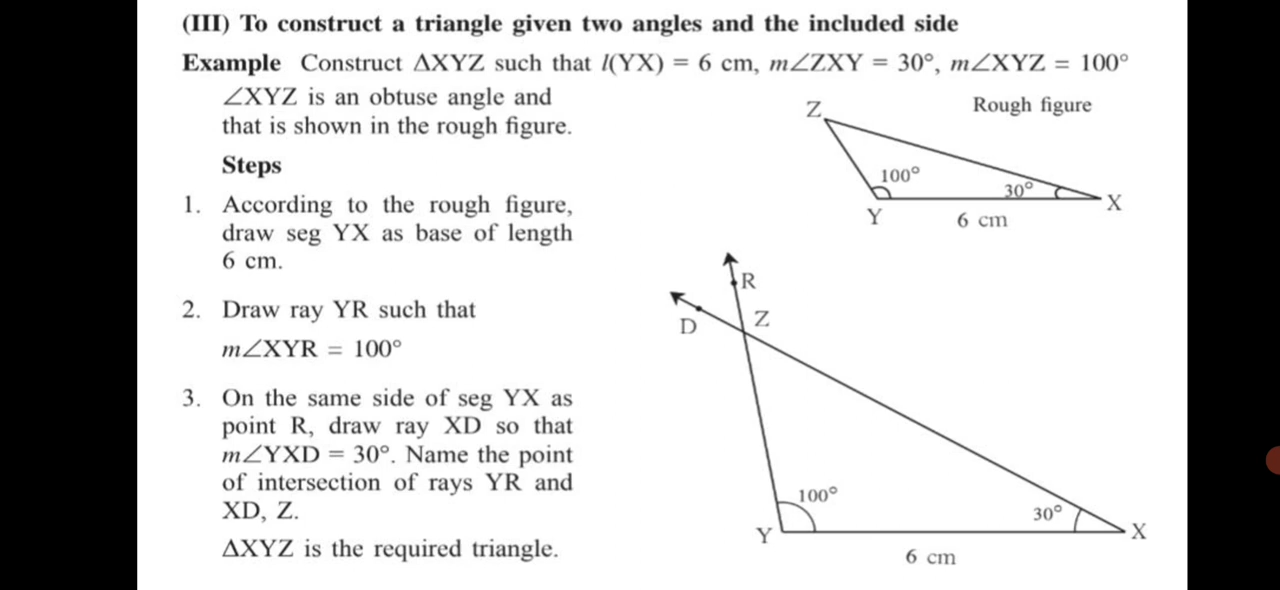 (III) To construct a triangle given two angles and the included side
Example Construct ΔXYZ such that l(YX) = 6 cm, m∠ZXY = 30°, m∠XYZ = 100°
∠XYZ is an obtuse angle and
that is shown in the rough figure.
Rough figure
Z
100°
30°
Y
6 cm
X
Steps
1. According to the rough figure,
draw seg YX as base of length
6 cm.
2. Draw ray YR such that
m∠XYR = 100°
3. On the same side of seg YX as
point R, draw ray XD so that
m∠YXD = 30°. Name the point
of intersection of rays YR and
XD, Z.
ΔXYZ is the required triangle.
R
D
Z
100°
30°
Y
X
6 cm